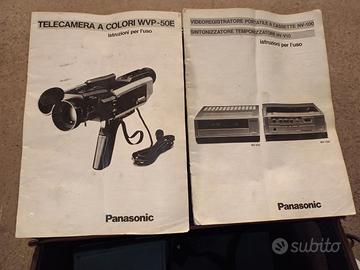 TELECAMERA A COLORI WVP-50E
Istruzioni per l'uso
Panasonic
VIDEOREGISTRATORE PORTATILE A CASSETTE NV-100
SINTONIZZATORE TEMPORIZZATORE NV-V10
Istruzioni per l'uso
Panasonic
subito